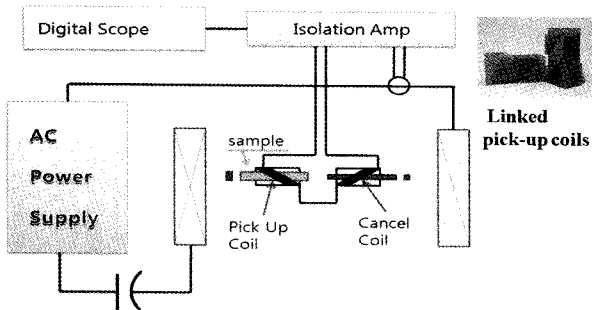 Digital Scope
Isolation Amp
AC
Power
Supply
sample
Pick Up
Coil
Cancel
Coil
Linked
pick-up coils